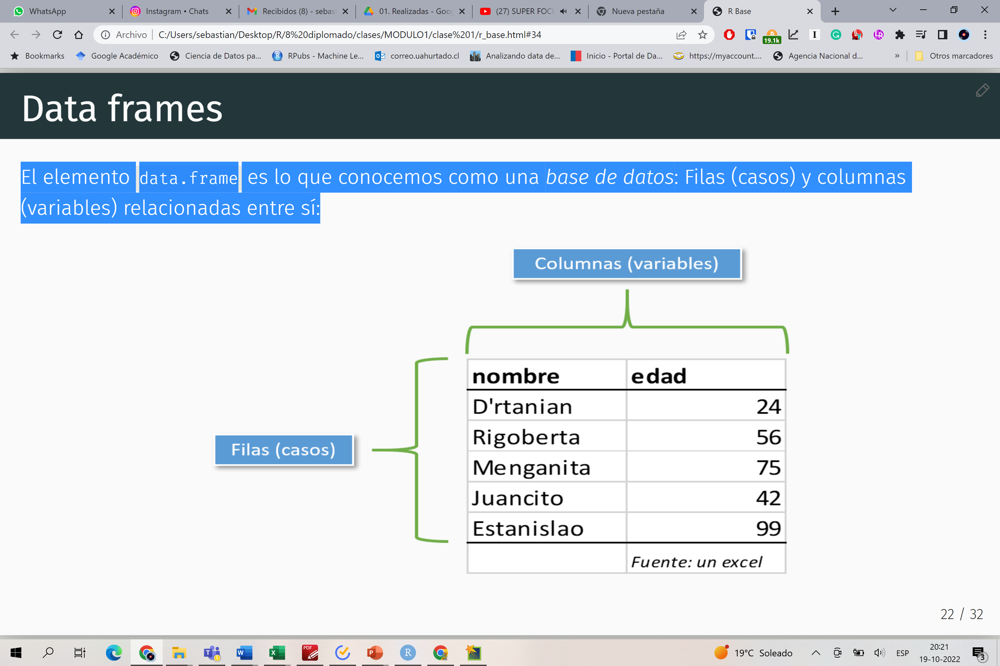 WhatsApp
Instagram • Chats
Recibidos (8) - sebas
01. Realizadas - Goog
(27) SUPER FOCU
Nueva pestaña
R Base
Archivo
C:/Users/sebastian/Desktop/R/8%20diplomado/clases/MODULO1/clase%201/r_base.html#34
19.1k
Bookmarks
Google Académico
Ciencia de Datos pa...
RPubs - Machine Le...
correo.uahurtado.cl
Analizando data de...
Inicio - Portal de Da...
https://myaccount....
Agencia Nacional d...
»
Otros marcadores
Data frames
El elemento data.frame es lo que conocemos como una base de datos: Filas (casos) y columnas
(variables) relacionadas entre sí:
Columnas (variables)
Filas (casos)
nombre edad
D'rtanian 24
Rigoberta 56
Menganita 75
Juancito 42
Estanislao 99
Fuente: un excel
22 / 32
19°C Soleado
ESP
20:21
19-10-2022
3